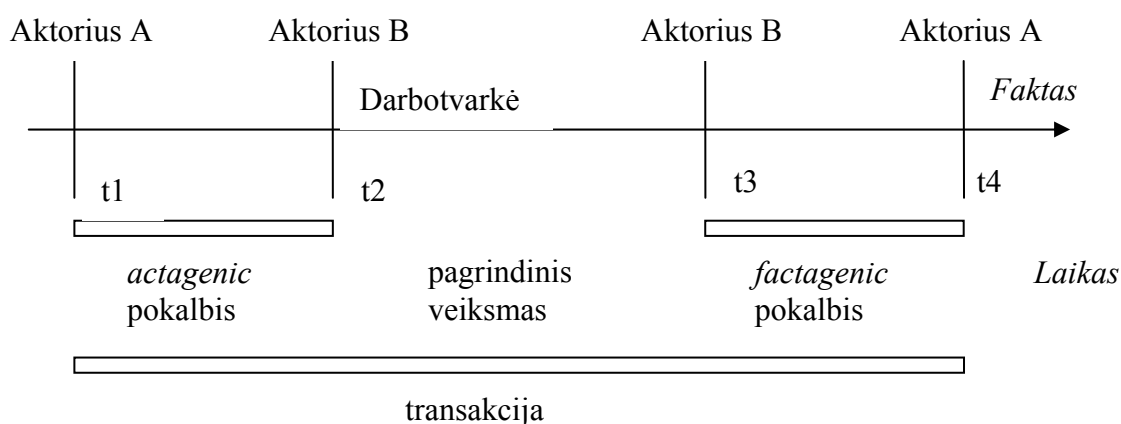 Aktorius A Aktorius B Aktorius B Aktorius A
Faktas
Darbotvarkė
t1 t2 t3 t4
actagenic pagrindinis factagenic Laikas
pokalbis veiksmas pokalbis
transakcija